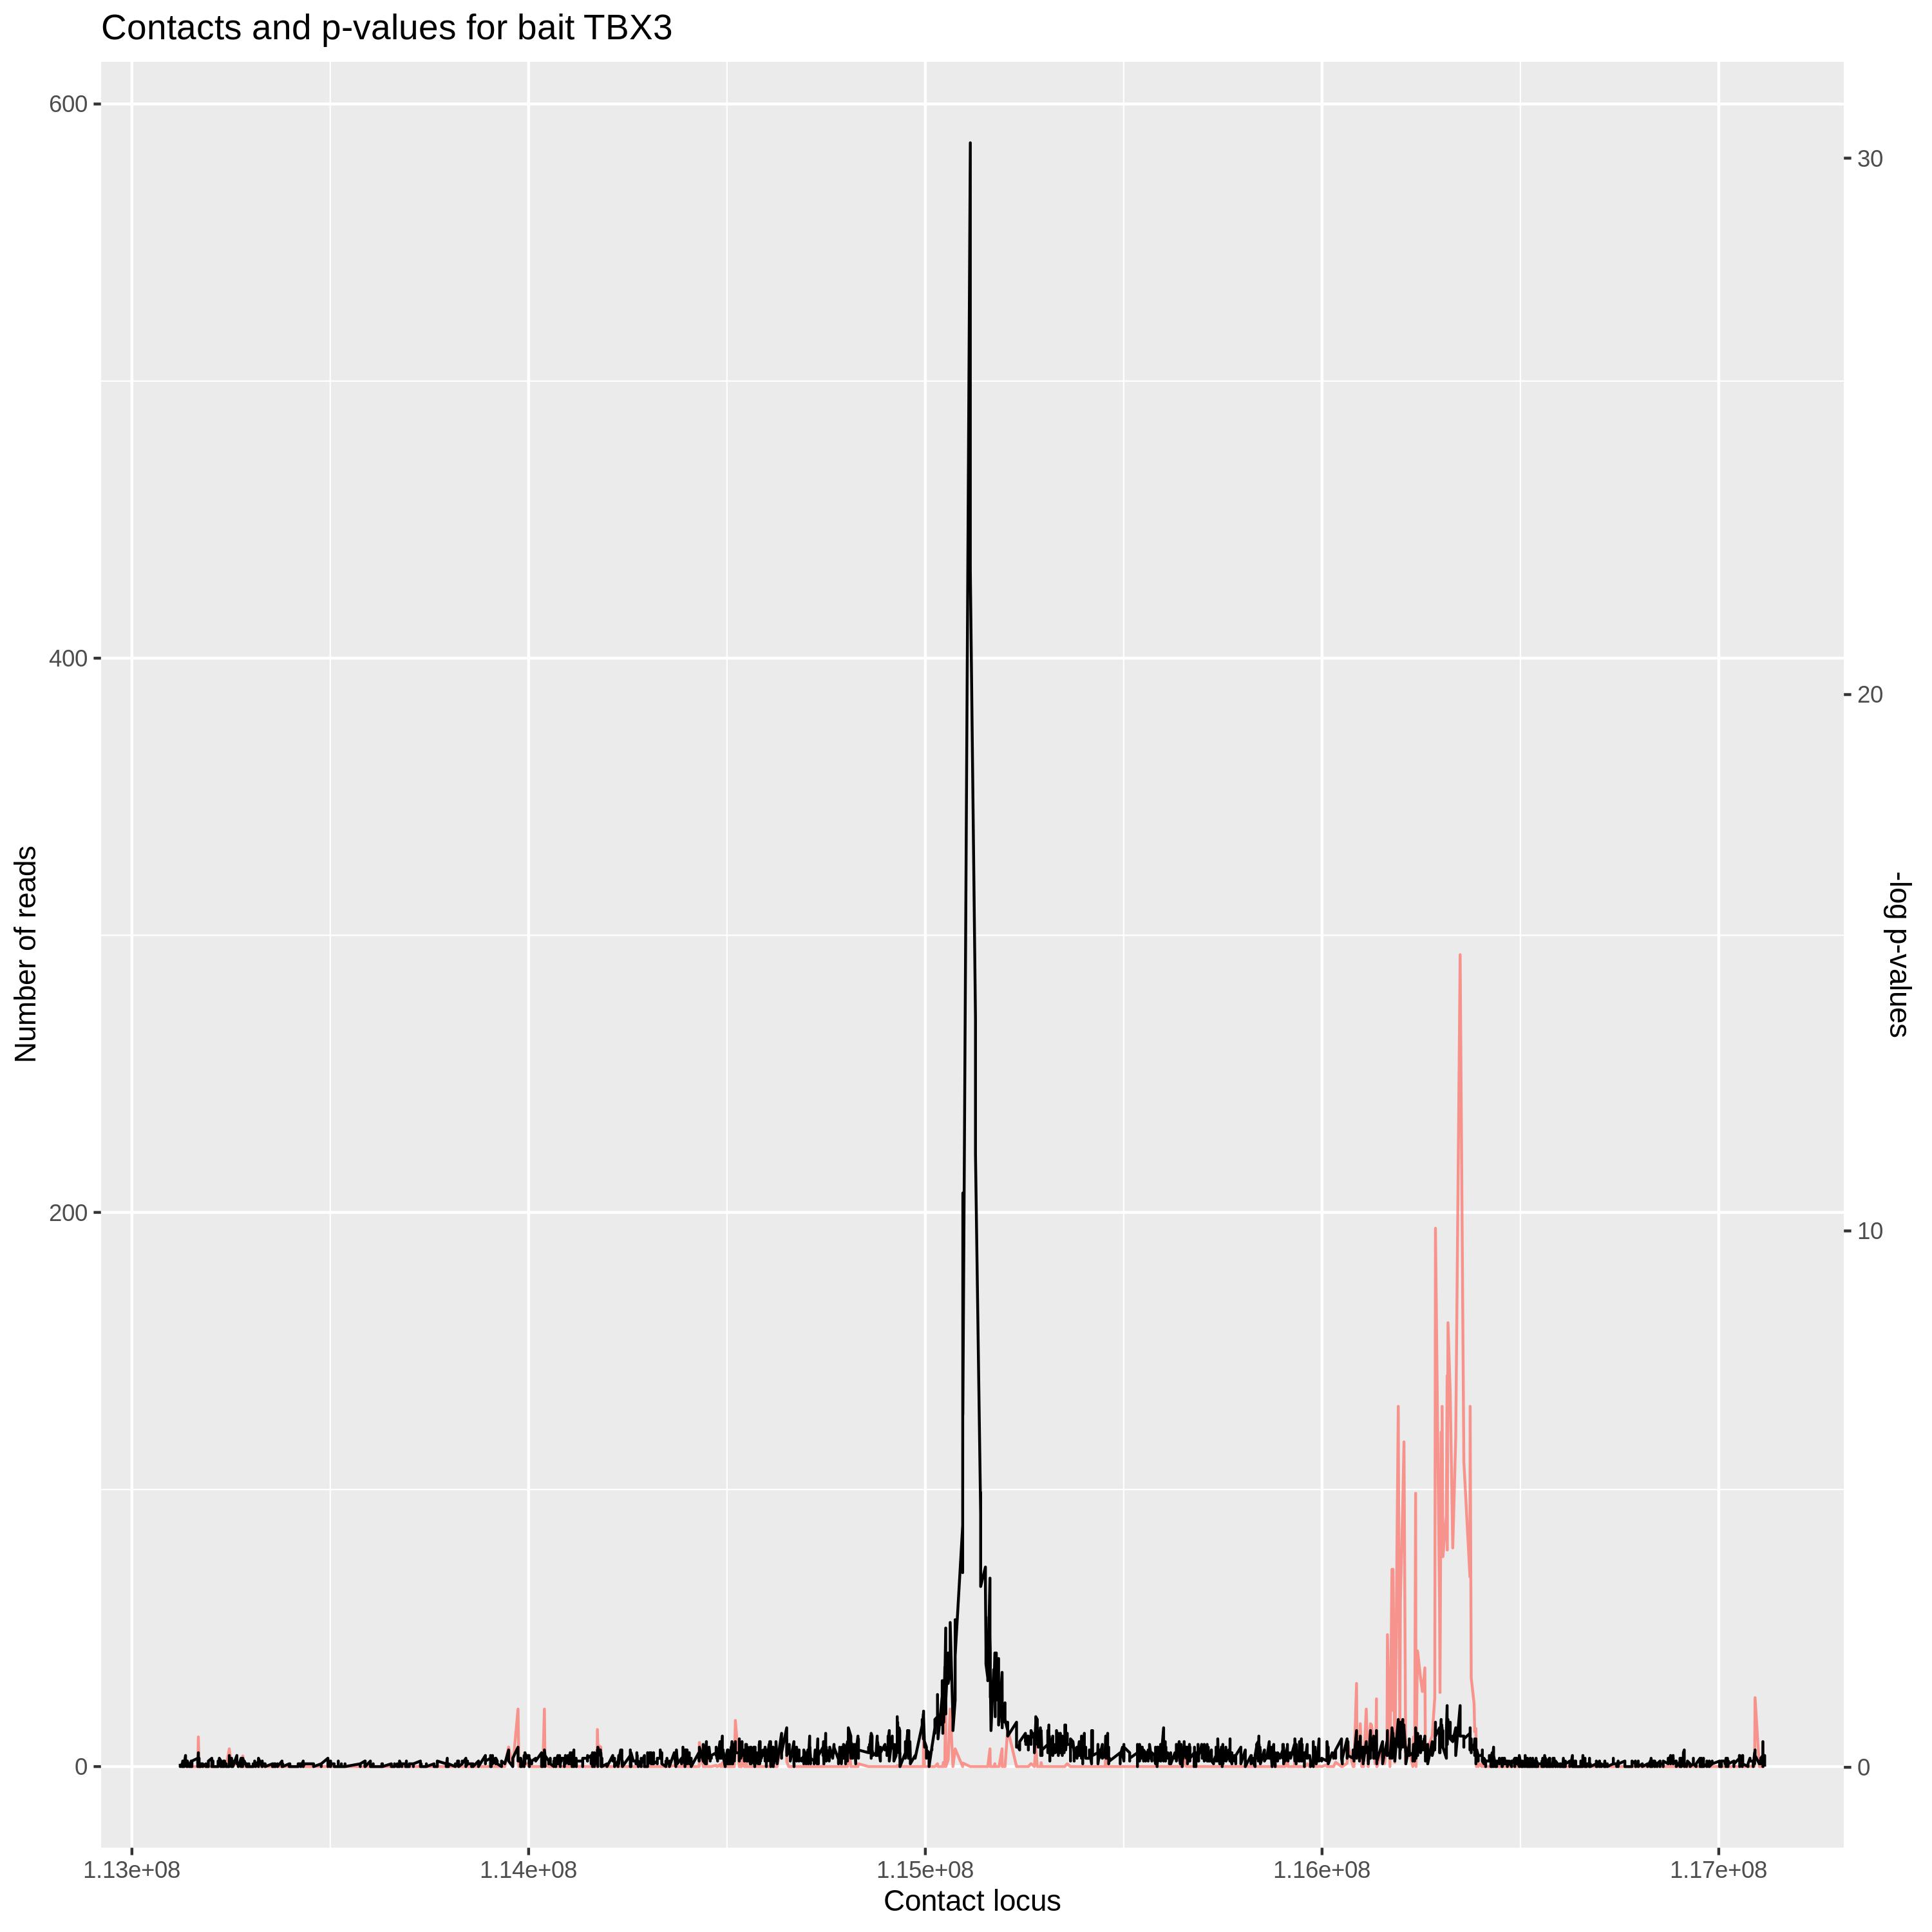 Contacts and p-values for bait TBX3
600
400
200
0
Number of reads
30
20
10
0
-log p-values
1.13e+08
1.14e+08
1.15e+08
1.16e+08
1.17e+08
Contact locus